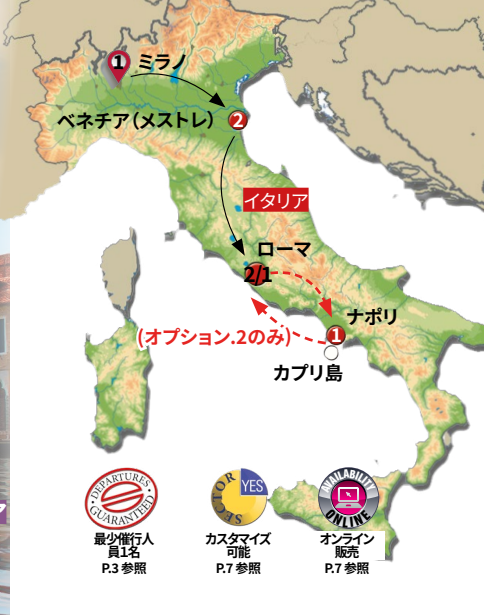 1
ミラノ
ベネチア（メストレ）
2
イタリア
ローマ
2/1
ナポリ
1
(オプション.2のみ)
カプリ島
DEPARTURES
GUARANTEED
YES
SECTOR
AVAILABILITY
ONLINE
最少催行人
員1名
P.3 参照
カスタマイズ
可能
P.7 参照
オンライン
販売
P.7 参照